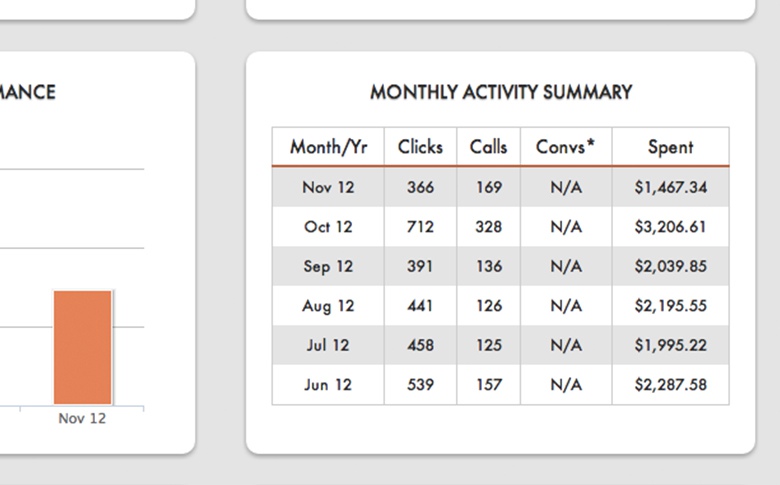 MONTHLY ACTIVITY SUMMARY
Month/Yr Clicks Calls Convs* Spent
Nov 12 366 169 N/A $1,467.34
Oct 12 712 328 N/A $3,206.61
Sep 12 391 136 N/A $2,039.85
Aug 12 441 126 N/A $2,195.55
Jul 12 458 125 N/A $1,995.22
Jun 12 539 157 N/A $2,287.58
Nov 12